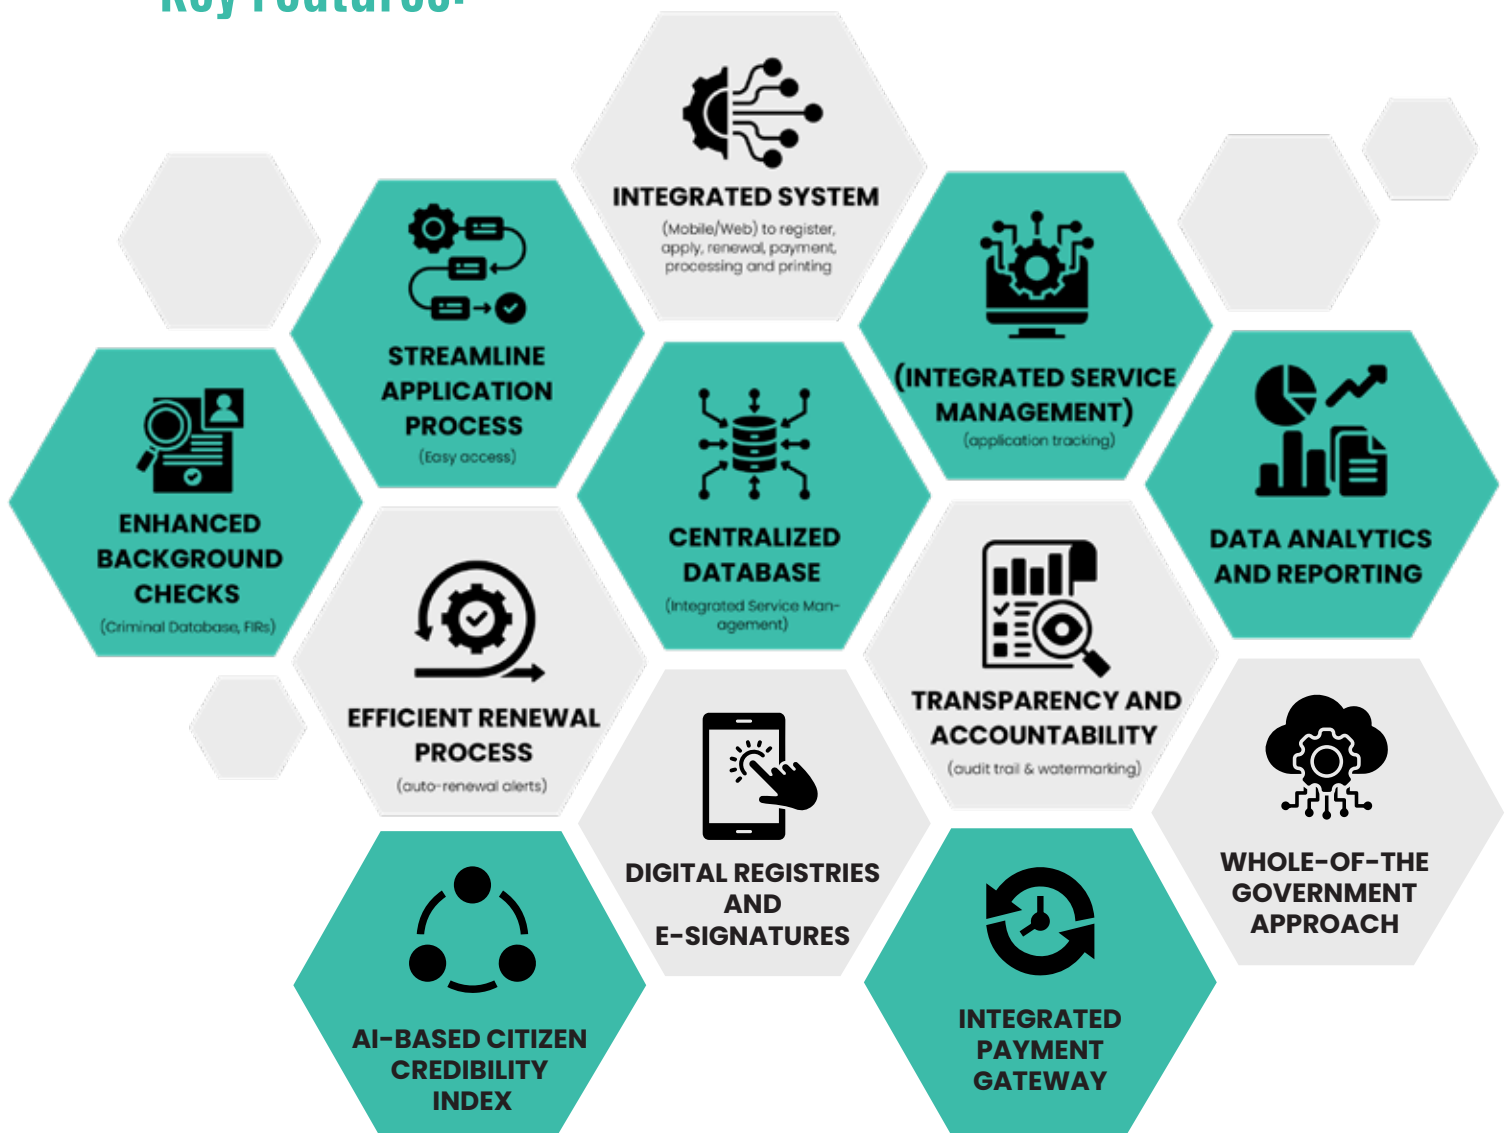 Key Features:
INTEGRATED SYSTEM
(Mobile/Web) to register,
apply, renewal, payment,
processing and printing
STREAMLINE
APPLICATION
PROCESS
(Easy access)
(INTEGRATED SERVICE
MANAGEMENT)
(application tracking)
ENHANCED
BACKGROUND
CHECKS
(Criminal Database, FIRs)
CENTRALIZED
DATABASE
(Integrated Service Man-
agement)
DATA ANALYTICS
AND REPORTING
EFFICIENT RENEWAL
PROCESS
(auto-renewal alerts)
TRANSPARENCY AND
ACCOUNTABILITY
(audit trail & watermarking)
DIGITAL REGISTRIES
AND
E-SIGNATURES
WHOLE-OF-THE
GOVERNMENT
APPROACH
AI-BASED CITIZEN
CREDIBILITY
INDEX
INTEGRATED
PAYMENT
GATEWAY